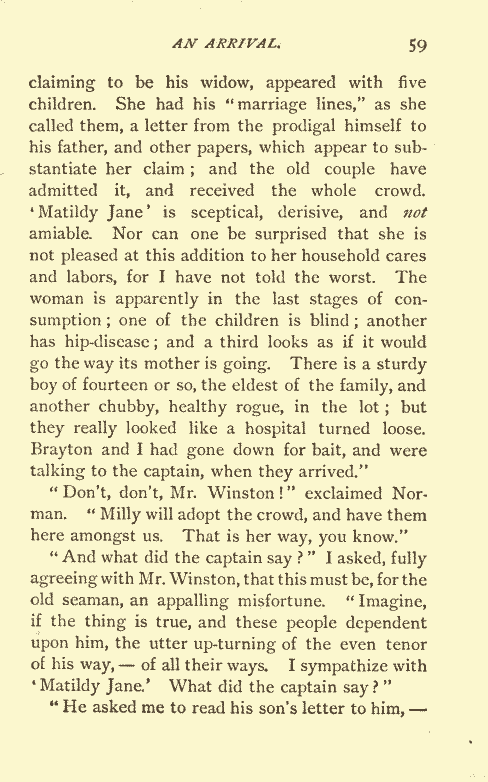 AN ARRIVAL. 59
claiming to be his widow, appeared with five
children. She had his "marriage lines," as she
called them, a letter from the prodigal himself to
his father, and other papers, which appear to sub-
stantiate her claim ; and the old couple have
admitted it, and received the whole crowd.
'Matildy Jane' is sceptical, derisive, and not
amiable. Nor can one be surprised that she is
not pleased at this addition to her household cares
and labors, for I have not told the worst. The
woman is apparently in the last stages of con-
sumption ; one of the children is blind ; another
has hip-disease ; and a third looks as if it would
go the way its mother is going. There is a sturdy
boy of fourteen or so, the eldest of the family, and
another chubby, healthy rogue, in the lot ; but
they really looked like a hospital turned loose.
Brayton and I had gone down for bait, and were
talking to the captain, when they arrived."
"Don't, don't, Mr. Winston!" exclaimed Nor-
man. "Milly will adopt the crowd, and have them
here amongst us. That is her way, you know."
"And what did the captain say?" I asked, fully
agreeing with Mr. Winston, that this must be, for the
old seaman, an appalling misfortune. "Imagine,
if the thing is true, and these people dependent
upon him, the utter up-turning of the even tenor
of his way, — of all their ways. I sympathize with
'Matildy Jane.' What did the captain say?"
"He asked me to read his son's letter to him, —